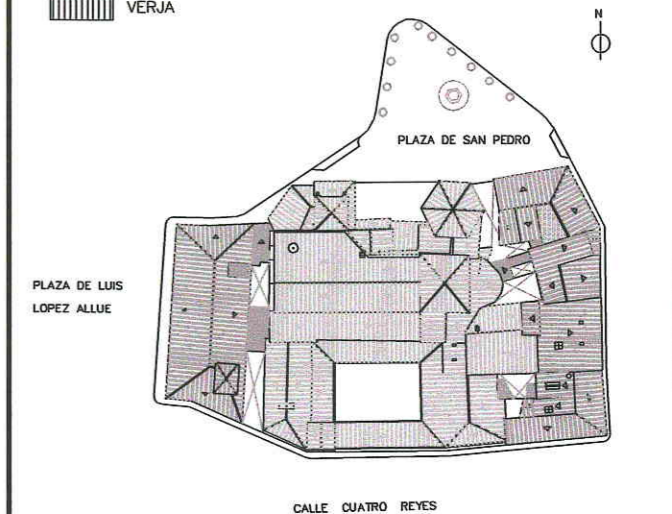 VERJA
N
PLAZA DE SAN PEDRO
PLAZA DE LUIS
LOPEZ ALLUE
CALLE CUATRO REYES